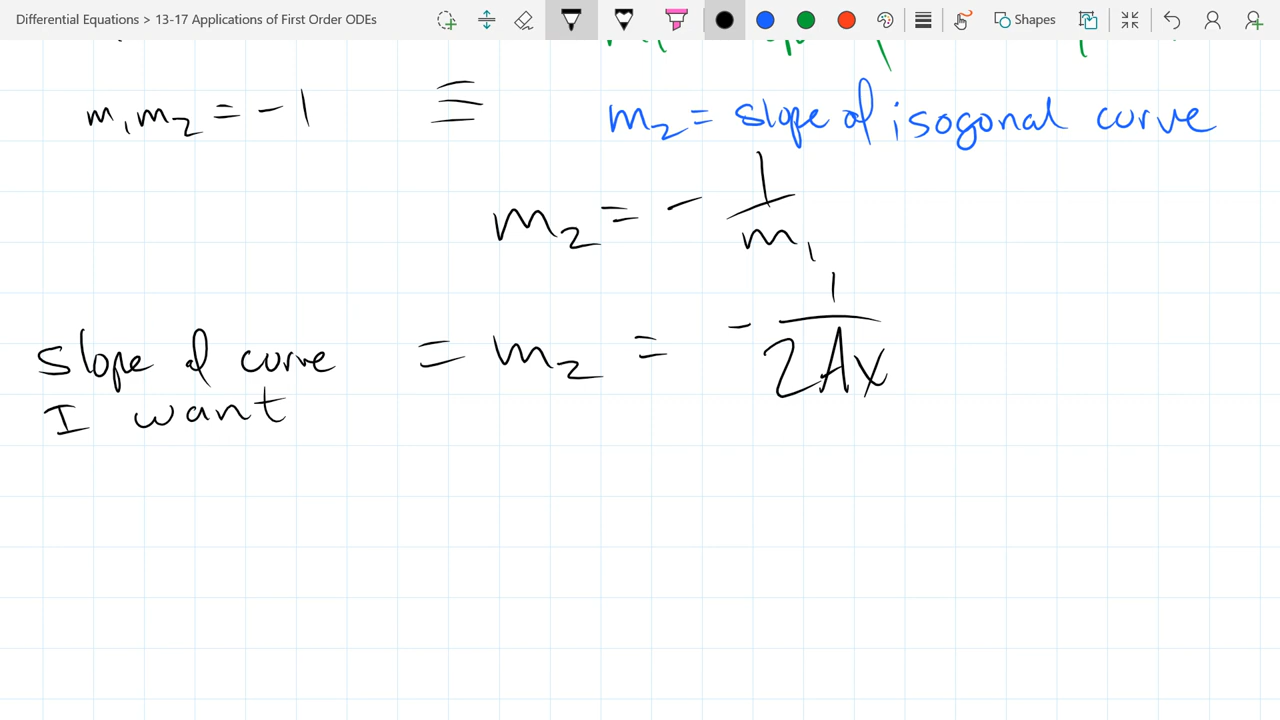 Differential Equations > 13-17 Applications of First Order ODEs
Shapes
m₁m₂ = -1 ≡ m₂ = slope of isogonal curve
m₂ = - 1/m₁
slope of curve = m₂ = - 1/2Ax
I want